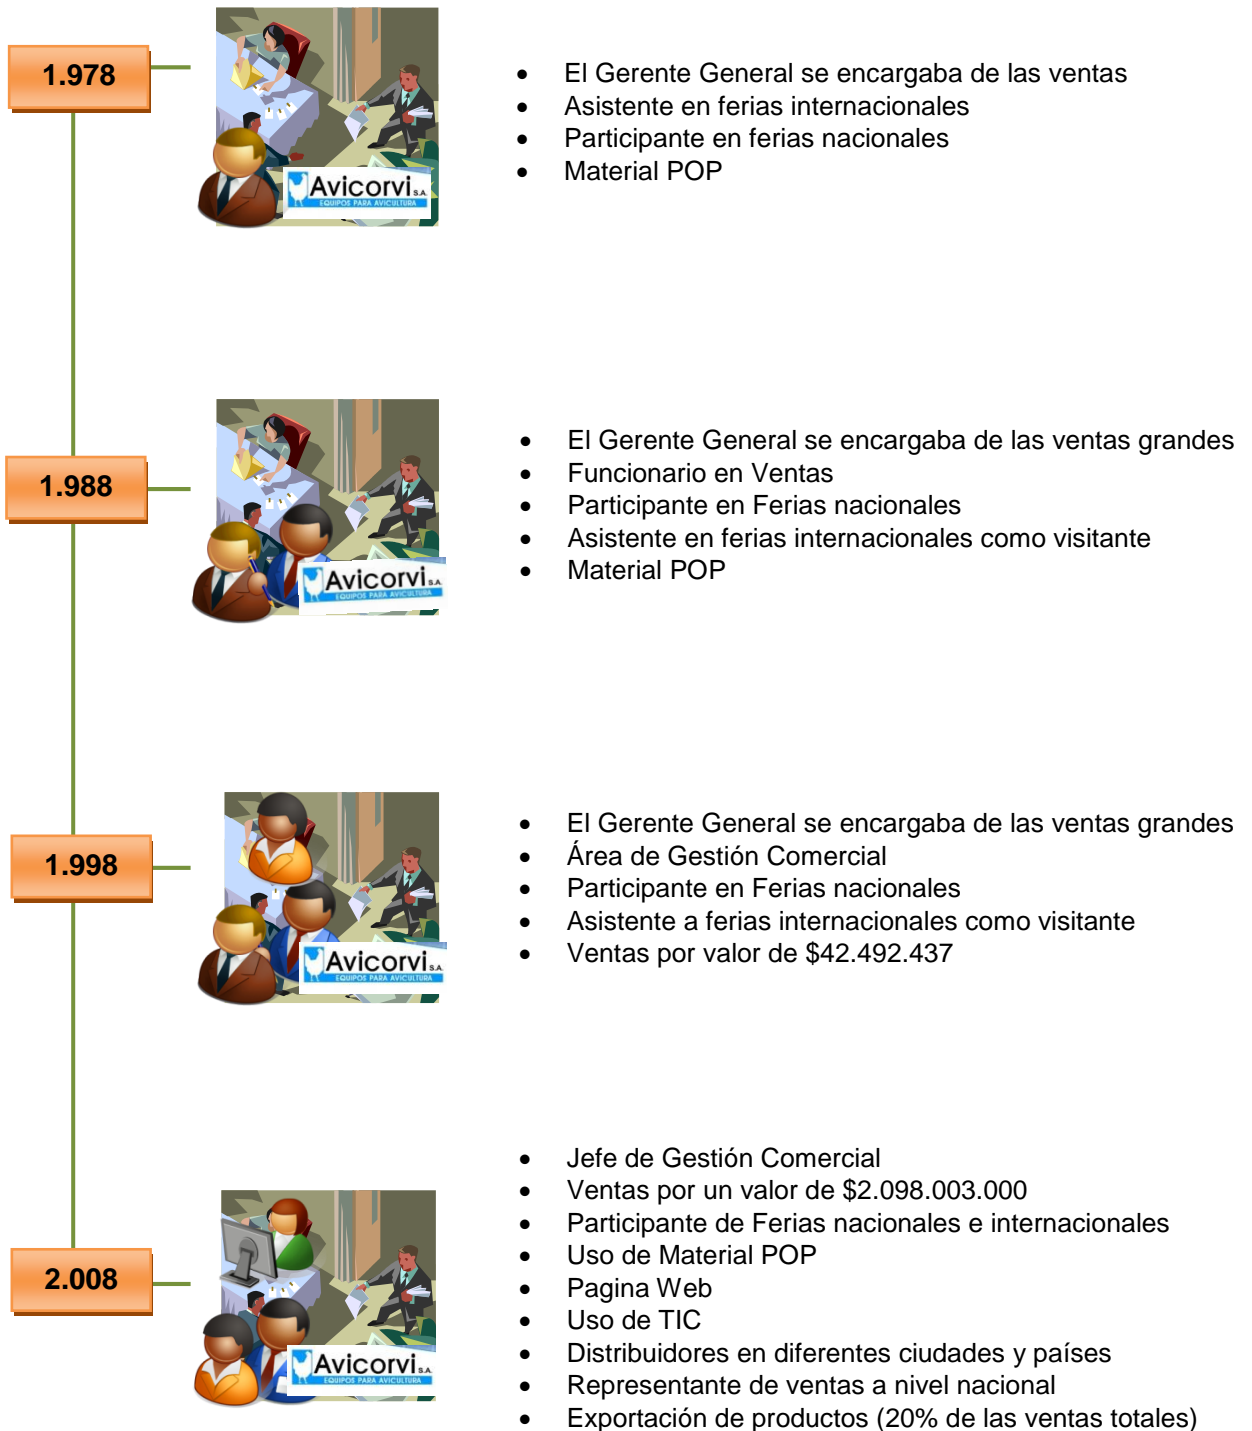 1.978
Avicorvi S.A.
EQUIPOS PARA AVICULTURA
• El Gerente General se encargaba de las ventas
• Asistente en ferias internacionales
• Participante en ferias nacionales
• Material POP
1.988
Avicorvi S.A.
EQUIPOS PARA AVICULTURA
• El Gerente General se encargaba de las ventas grandes
• Funcionario en Ventas
• Participante en Ferias nacionales
• Asistente en ferias internacionales como visitante
• Material POP
1.998
Avicorvi S.A.
EQUIPOS PARA AVICULTURA
• El Gerente General se encargaba de las ventas grandes
• Área de Gestión Comercial
• Participante en Ferias nacionales
• Asistente a ferias internacionales como visitante
• Ventas por valor de $42.492.437
2.008
Avicorvi S.A.
EQUIPOS PARA AVICULTURA
• Jefe de Gestión Comercial
• Ventas por un valor de $2.098.003.000
• Participante de Ferias nacionales e internacionales
• Uso de Material POP
• Pagina Web
• Uso de TIC
• Distribuidores en diferentes ciudades y países
• Representante de ventas a nivel nacional
• Exportación de productos (20% de las ventas totales)